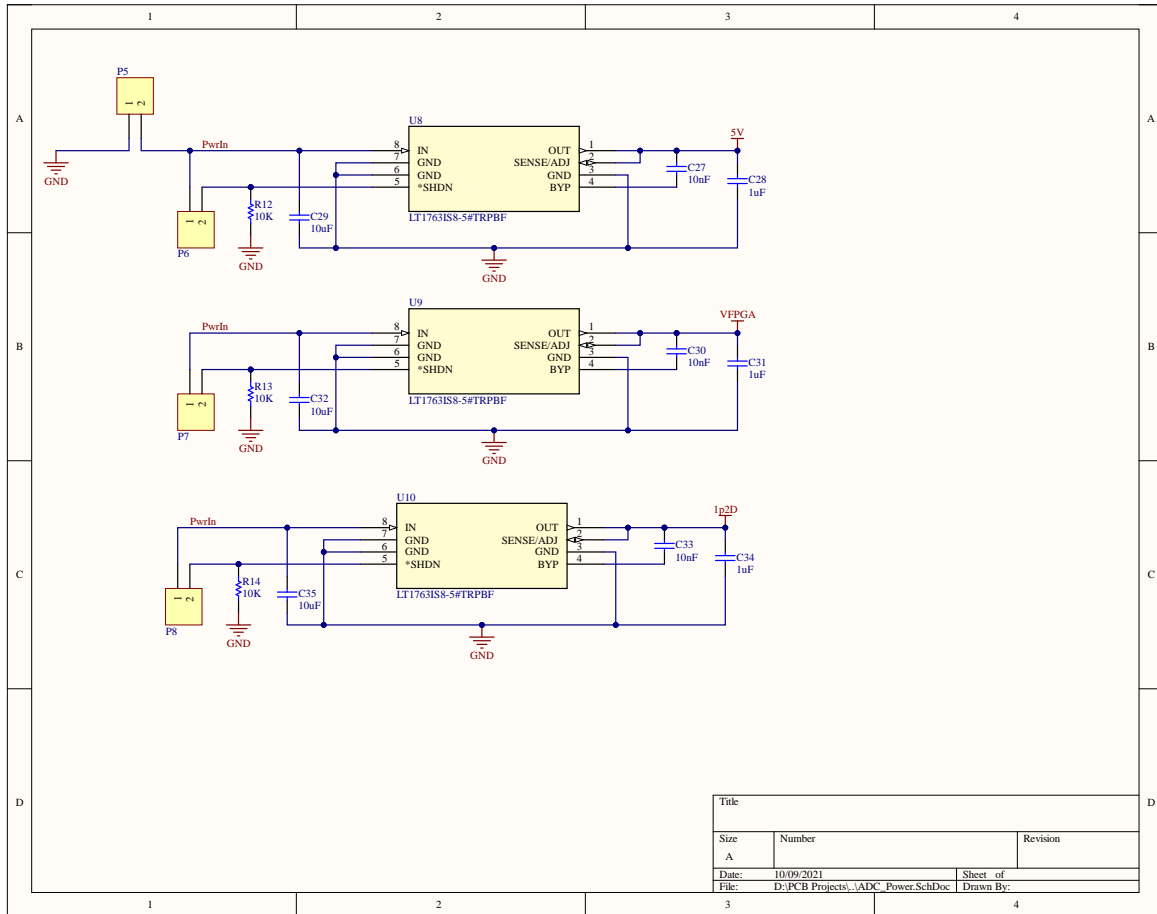 1 2 3 4
A A
P5
1 2
U8
PwrIn 8 IN OUT 1 5V
7 GND SENSE/ADJ 2
6 GND GND 3
5 *SHDN BYP 4
C27
10nF
C28
1uF
GND
R12
10K
C29
10uF
LT1763IS8-5#TRPBF
1 2
P6
GND
GND
U9
B B
PwrIn 8 IN OUT 1 VFPGA
7 GND SENSE/ADJ 2
6 GND GND 3
5 *SHDN BYP 4
C30
10nF
C31
1uF
R13
10K
C32
10uF
LT1763IS8-5#TRPBF
1 2
P7
GND
GND
U10
PwrIn 8 IN OUT 1 1p2D
7 GND SENSE/ADJ 2
6 GND GND 3
5 *SHDN BYP 4
C33
10nF
C34
1uF
C C
R14
10K
C35
10uF
LT1763IS8-5#TRPBF
1 2
P8
GND
GND
D D
Title
Size Number Revision
A
Date: 10/09/2021 Sheet of
File: D:\PCB Projects\..\ADC_Power.SchDoc Drawn By:
1 2 3 4